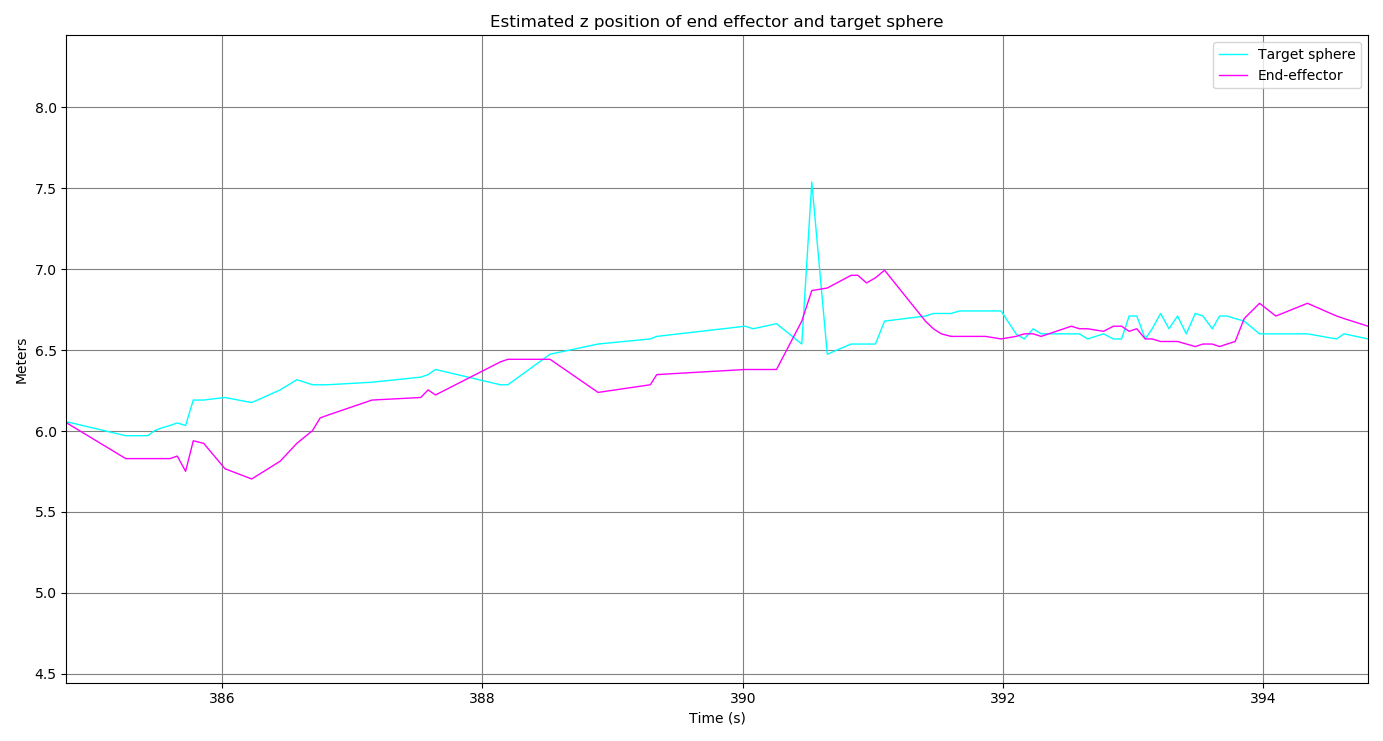 Estimated z position of end effector and target sphere
Target sphere
End-effector
8.0
7.5
7.0
6.5
6.0
5.5
5.0
4.5
Meters
386 388 390 392 394
Time (s)